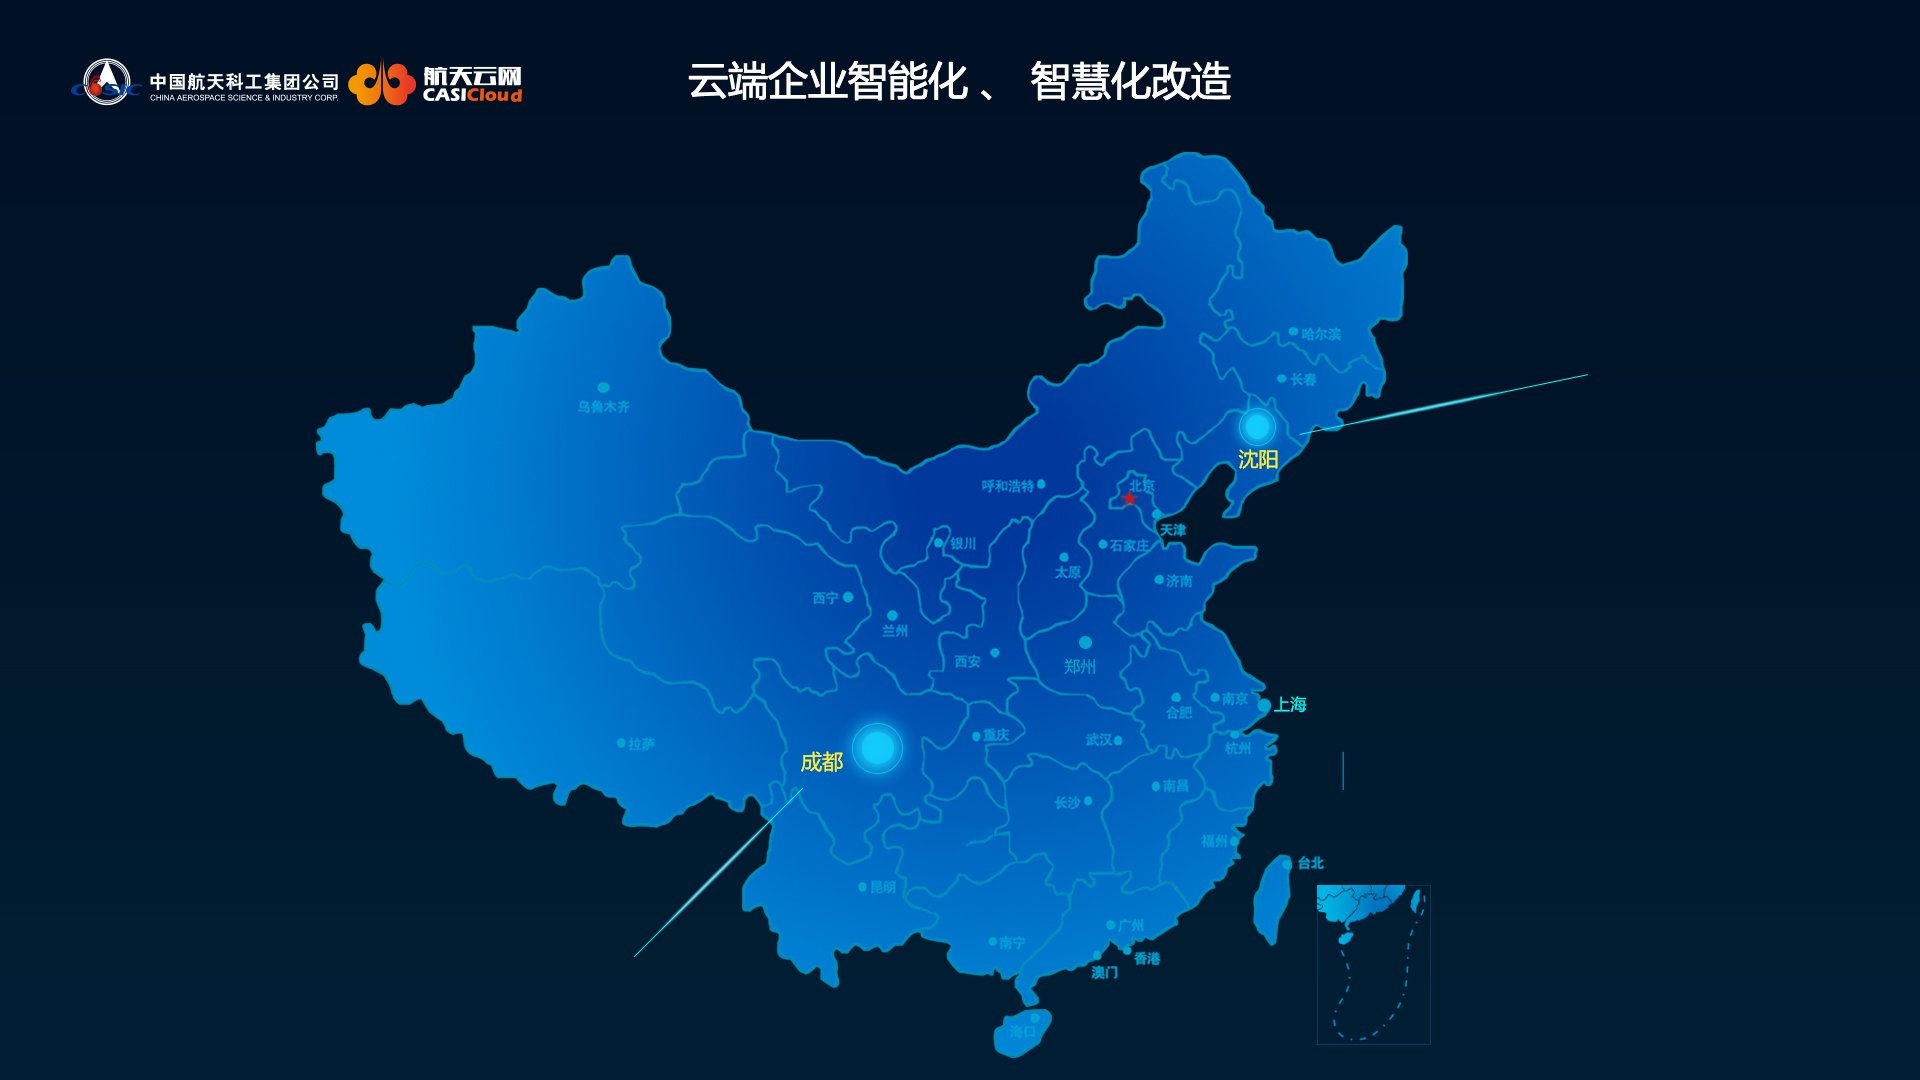 中国航天科工集团公司
CHINA AEROSPACE SCIENCE & INDUSTRY CORP.
航天云网
CASICloud
云端企业智能化 、 智慧化改造
哈尔滨
长春
乌鲁木齐
沈阳
呼和浩特
北京
天津
银川
石家庄
太原
济南
西宁
兰州
西安
郑州
南京
上海
合肥
拉萨
重庆
武汉
杭州
成都
南昌
长沙
福州
台北
昆明
广州
南宁
香港
澳门
海口